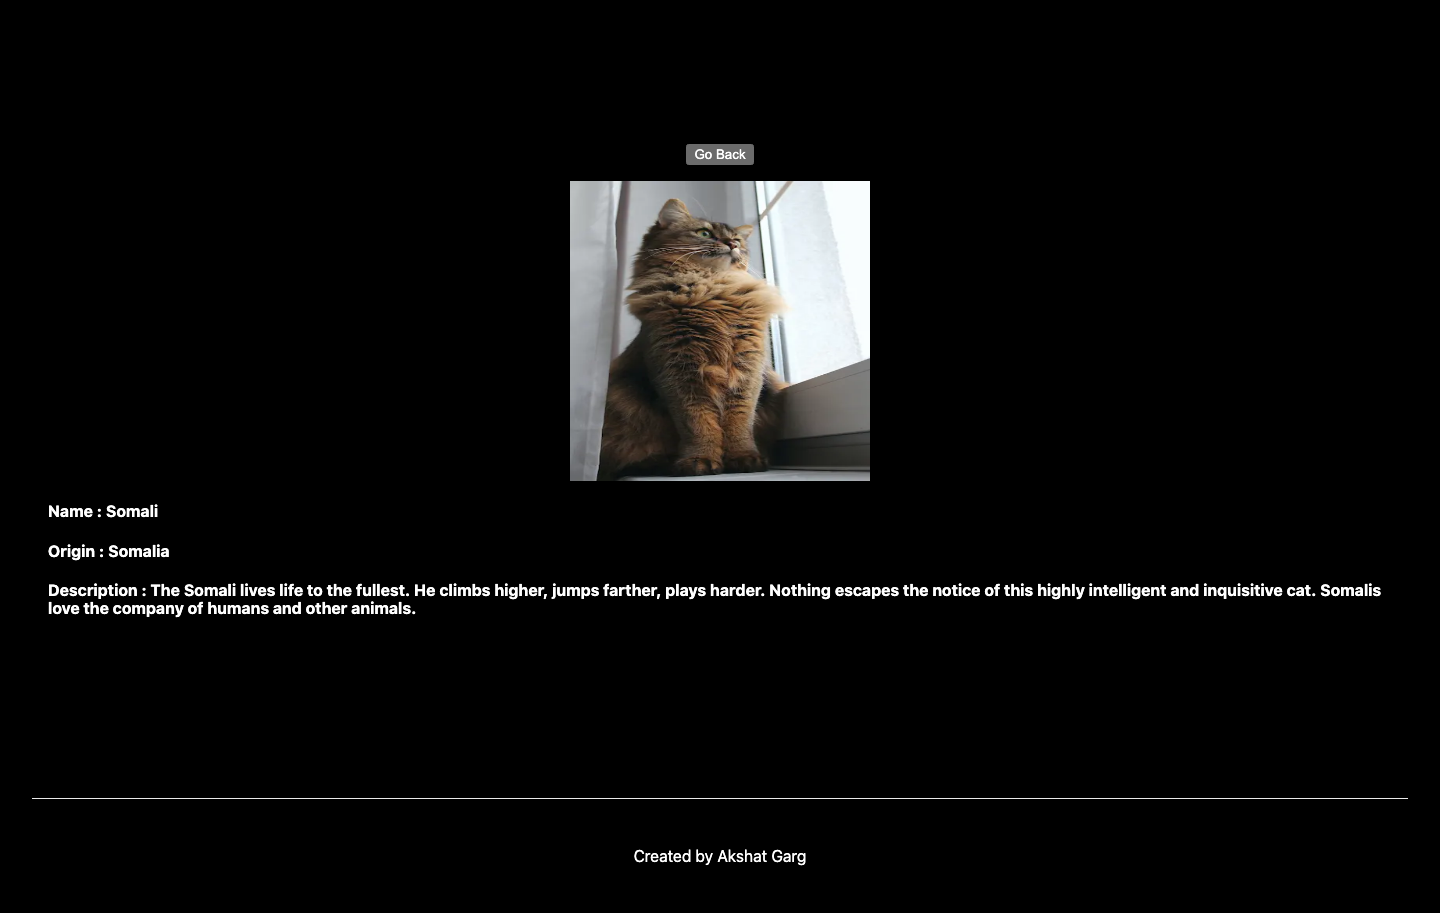 Go Back
Name : Somali
Origin : Somalia
Description : The Somali lives life to the fullest. He climbs higher, jumps farther, plays harder. Nothing escapes the notice of this highly intelligent and inquisitive cat. Somalis
love the company of humans and other animals.
Created by Akshat Garg